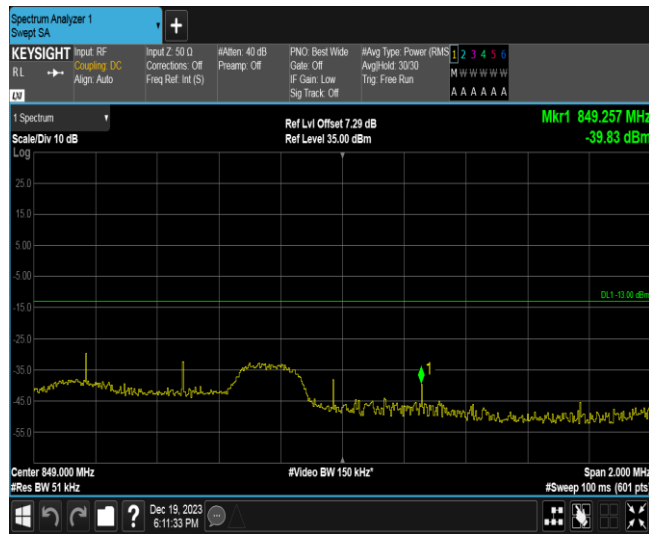 Spectrum Analyzer 1
Swept SA
+
KEYSIGHT
RL
LXI
Input: RF
Coupling: DC
Align: Auto
Input Z: 50 Ω
Corrections: Off
Freq Ref: Int (S)
#Atten: 40 dB
Preamp: Off
PNO: Best Wide
Gate: Off
IF Gain: Low
Sig Track: Off
#Avg Type: Power (RMS
Avg|Hold: 30/30
Trig: Free Run
1 2 3 4 5 6
M W W W W W
A A A A A A
1 Spectrum
Scale/Div 10 dB
Log
Ref Lvl Offset 7.29 dB
Ref Level 35.00 dBm
Mkr1 849.257 MHz
-39.83 dBm
25.0
15.0
5.00
-5.00
DL1 -13.00 dBm
-15.0
-25.0
-35.0
1
-45.0
-55.0
Center 849.000 MHz
#Video BW 150 kHz*
Span 2.000 MHz
#Res BW 51 kHz
#Sweep 100 ms (601 pts
?
Dec 19, 2023
6:11:33 PM